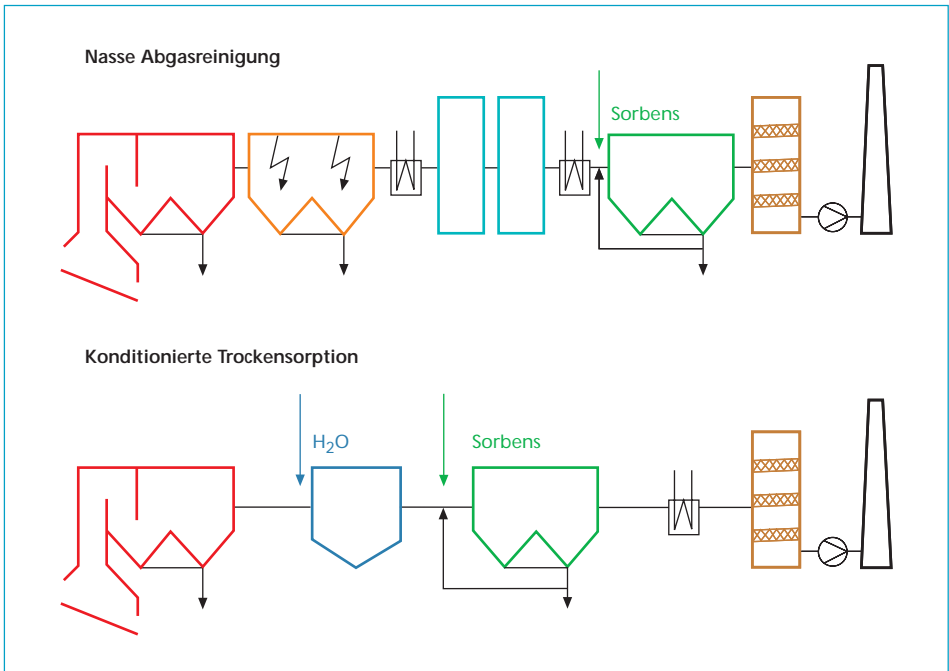 Nasse Abgasreinigung
Sorbens
Konditionierte Trockensorption
H₂O
Sorbens